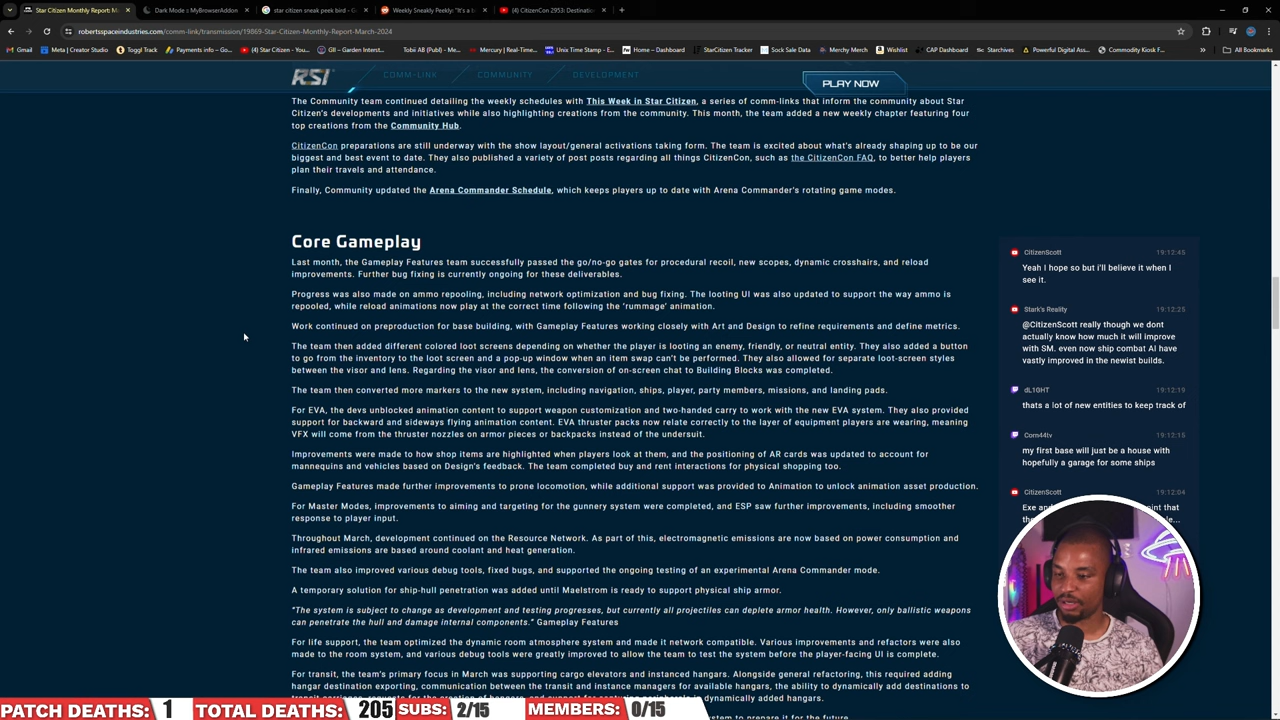 Star Citizen Monthly Report: M
Dark Mode :: MyBrowserAddon
star citizen sneak peek bird - G
Weekly Sneakly Peekly: "It's a b
(4) CitizenCon 2953: Destinatio
robertsspaceindustries.com/comm-link/transmission/19869-Star-Citizen-Monthly-Report-March-2024
Gmail
Meta | Creator Studio
Toggl Track
Payments info - Go...
(4) Star Citizen - You...
GIII - Garden Interest...
Tobii AB (Publ) - Me...
Mercury | Real-Time...
Unix Time Stamp - E...
Home – Dashboard
StarCitizen Tracker
Sock Sale Data
Merchy Merch
Wishlist
CAP Dashboard
Starchives
Powerful Digital Ass...
Commodity Kiosk F...
All Bookmarks
RSI
COMM-LINK
COMMUNITY
DEVELOPMENT
PLAY NOW
The Community team continued detailing the weekly schedules with This Week in Star Citizen, a series of comm-links that inform the community about Star
Citizen's developments and initiatives while also highlighting creations from the community. This month, the team added a new weekly chapter featuring four
top creations from the Community Hub.
CitizenCon preparations are still underway with the show layout/general activations taking form. The team is excited about what's already shaping up to be our
biggest and best event to date. They also published a variety of post posts regarding all things CitizenCon, such as the CitizenCon FAQ, to better help players
plan their travels and attendance.
Finally, Community updated the Arena Commander Schedule, which keeps players up to date with Arena Commander's rotating game modes.
Core Gameplay
Last month, the Gameplay Features team successfully passed the go/no-go gates for procedural recoil, new scopes, dynamic crosshairs, and reload
improvements. Further bug fixing is currently ongoing for these deliverables.
Progress was also made on ammo repooling, including network optimization and bug fixing. The looting UI was also updated to support the way ammo is
repooled, while reload animations now play at the correct time following the 'rummage' animation.
Work continued on preproduction for base building, with Gameplay Features working closely with Art and Design to refine requirements and define metrics.
The team then added different colored loot screens depending on whether the player is looting an enemy, friendly, or neutral entity. They also added a button
to go from the inventory to the loot screen and a pop-up window when an item swap can't be performed. They also allowed for separate loot-screen styles
between the visor and lens. Regarding the visor and lens, the conversion of on-screen chat to Building Blocks was completed.
The team then converted more markers to the new system, including navigation, ships, player, party members, missions, and landing pads.
For EVA, the devs unblocked animation content to support weapon customization and two-handed carry to work with the new EVA system. They also provided
support for backward and sideways flying animation content. EVA thruster packs now relate correctly to the layer of equipment players are wearing, meaning
VFX will come from the thruster nozzles on armor pieces or backpacks instead of the undersuit.
Improvements were made to how shop items are highlighted when players look at them, and the positioning of AR cards was updated to account for
mannequins and vehicles based on Design's feedback. The team completed buy and rent interactions for physical shopping too.
Gameplay Features made further improvements to prone locomotion, while additional support was provided to Animation to unlock animation asset production.
For Master Modes, improvements to aiming and targeting for the gunnery system were completed, and ESP saw further improvements, including smoother
response to player input.
Throughout March, development continued on the Resource Network. As part of this, electromagnetic emissions are now based on power consumption and
infrared emissions are based around coolant and heat generation.
The team also improved various debug tools, fixed bugs, and supported the ongoing testing of an experimental Arena Commander mode.
A temporary solution for ship-hull penetration was added until Maelstrom is ready to support physical ship armor.
"The system is subject to change as development and testing progresses, but currently all projectiles can deplete armor health. However, only ballistic weapons
can penetrate the hull and damage internal components." Gameplay Features
For life support, the team optimized the dynamic room atmosphere system and made it network compatible. Various improvements and refactors were also
made to the room system, and various debug tools were greatly improved to allow the team to test the system before the player-facing UI is complete.
For transit, the team's primary focus in March was supporting cargo elevators and instanced hangars. Alongside general refactoring, this required adding
hangar destination exporting, communication between the transit and instance managers for available hangars, the ability to dynamically add destinations to
CitizenScott 19:12:45
Yeah I hope so but i'll believe it when I
see it.
Stark's Reality 19:12:25
@CitizenScott really though we dont
actually know how much it will improve
with SM. even now ship combat AI have
vastly improved in the newist builds.
dL1GHT 19:12:19
thats a lot of new entities to keep track of
Corn44tv 19:12:15
my first base will just be a house with
hopefully a garage for some ships
CitizenScott 19:12:04
PATCH DEATHS: 1 TOTAL DEATHS: 205 SUBS: 2/15 MEMBERS: 0/15